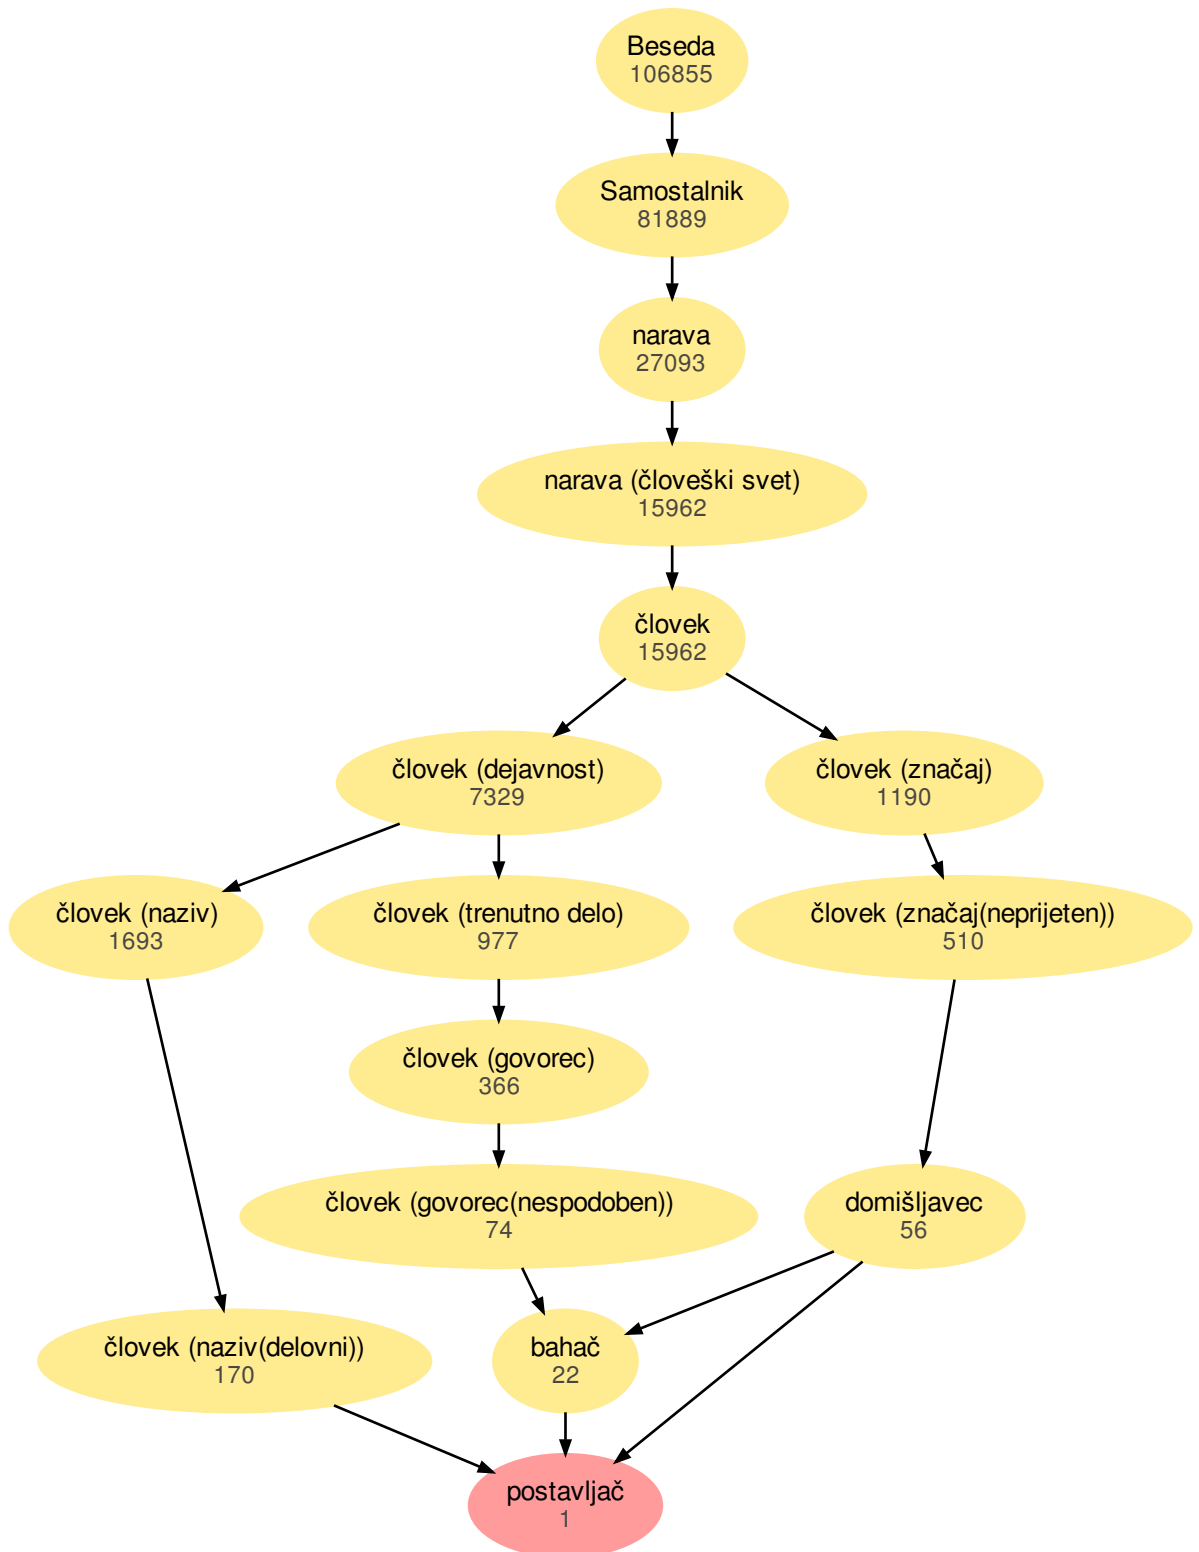 Beseda
106855
Samostalnik
81889
narava
27093
narava (človeški svet)
15962
človek
15962
človek (dejavnost)
7329
človek (značaj)
1190
človek (naziv)
1693
človek (trenutno delo)
977
človek (značaj(neprijeten))
510
človek (govorec)
366
človek (govorec(nespodoben))
74
domišljavec
56
človek (naziv(delovni))
170
bahač
22
postavljač
1